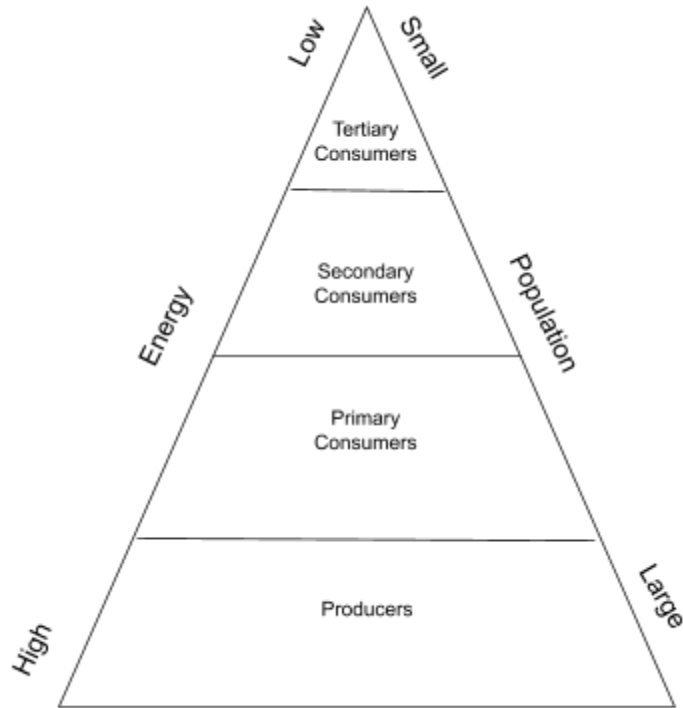 Low
Small
Tertiary
Consumers
Secondary
Consumers
Energy
Population
Primary
Consumers
Producers
High
Large